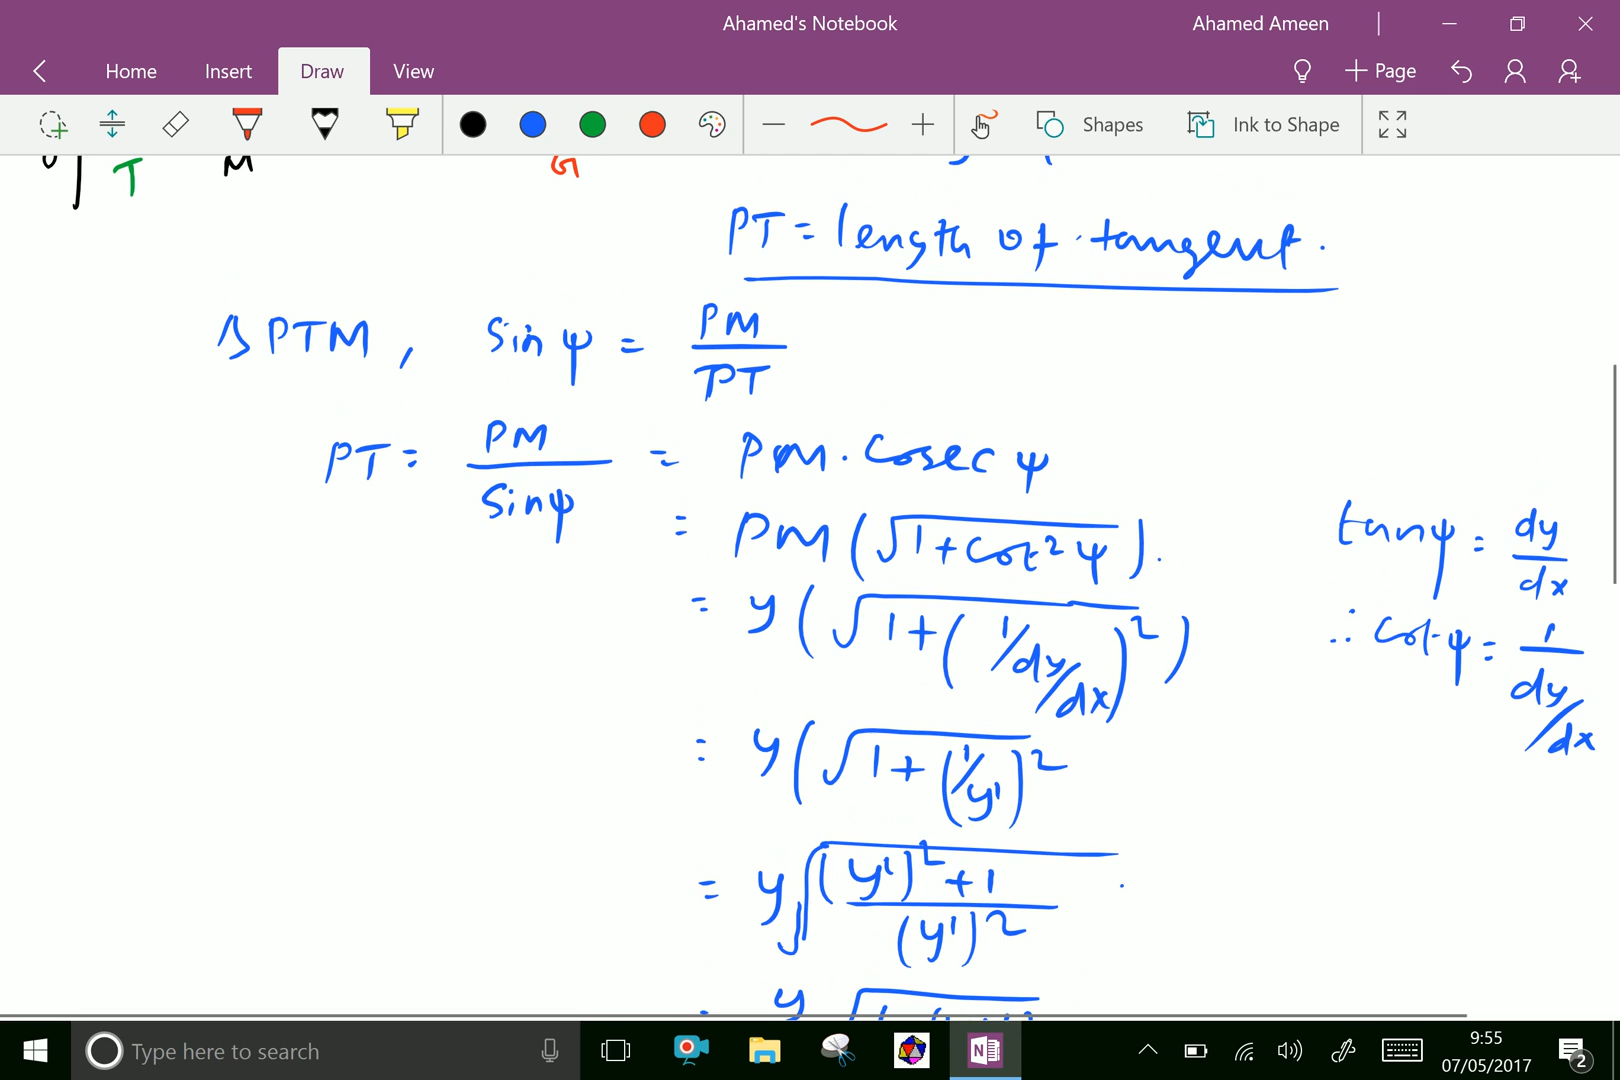 Ahamed's Notebook
Ahamed Ameen
Home Insert Draw View
Page
Shapes Ink to Shape
T M G
PT = length of tangent.
Δ PTM, Sin ψ = PM/PT
PT = PM/Sinψ = PM. Cosec ψ
= PM (√1+Cot²ψ).
tanψ = dy/dx
= y (√1+(1/dy/dx)²)
∴ Cotψ = 1/dy/dx
= y (√1+(1/y')²
= y√(y')²+1/(y')²
Type here to search
9:55
07/05/2017
2